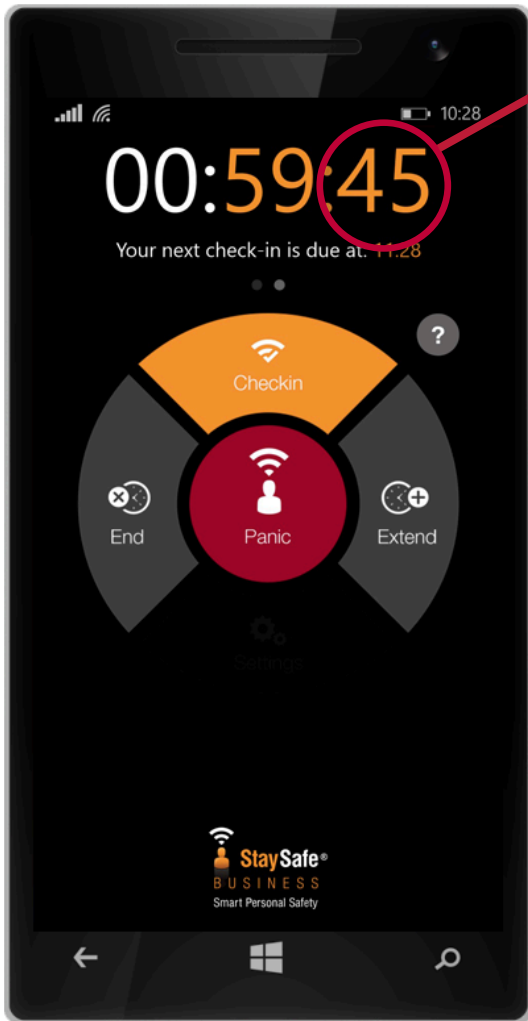 10:28
00:59:45
Your next check-in is due at: 11:28
?
Checkin
End
Panic
Extend
Settings
StaySafe®
BUSINESS
Smart Personal Safety